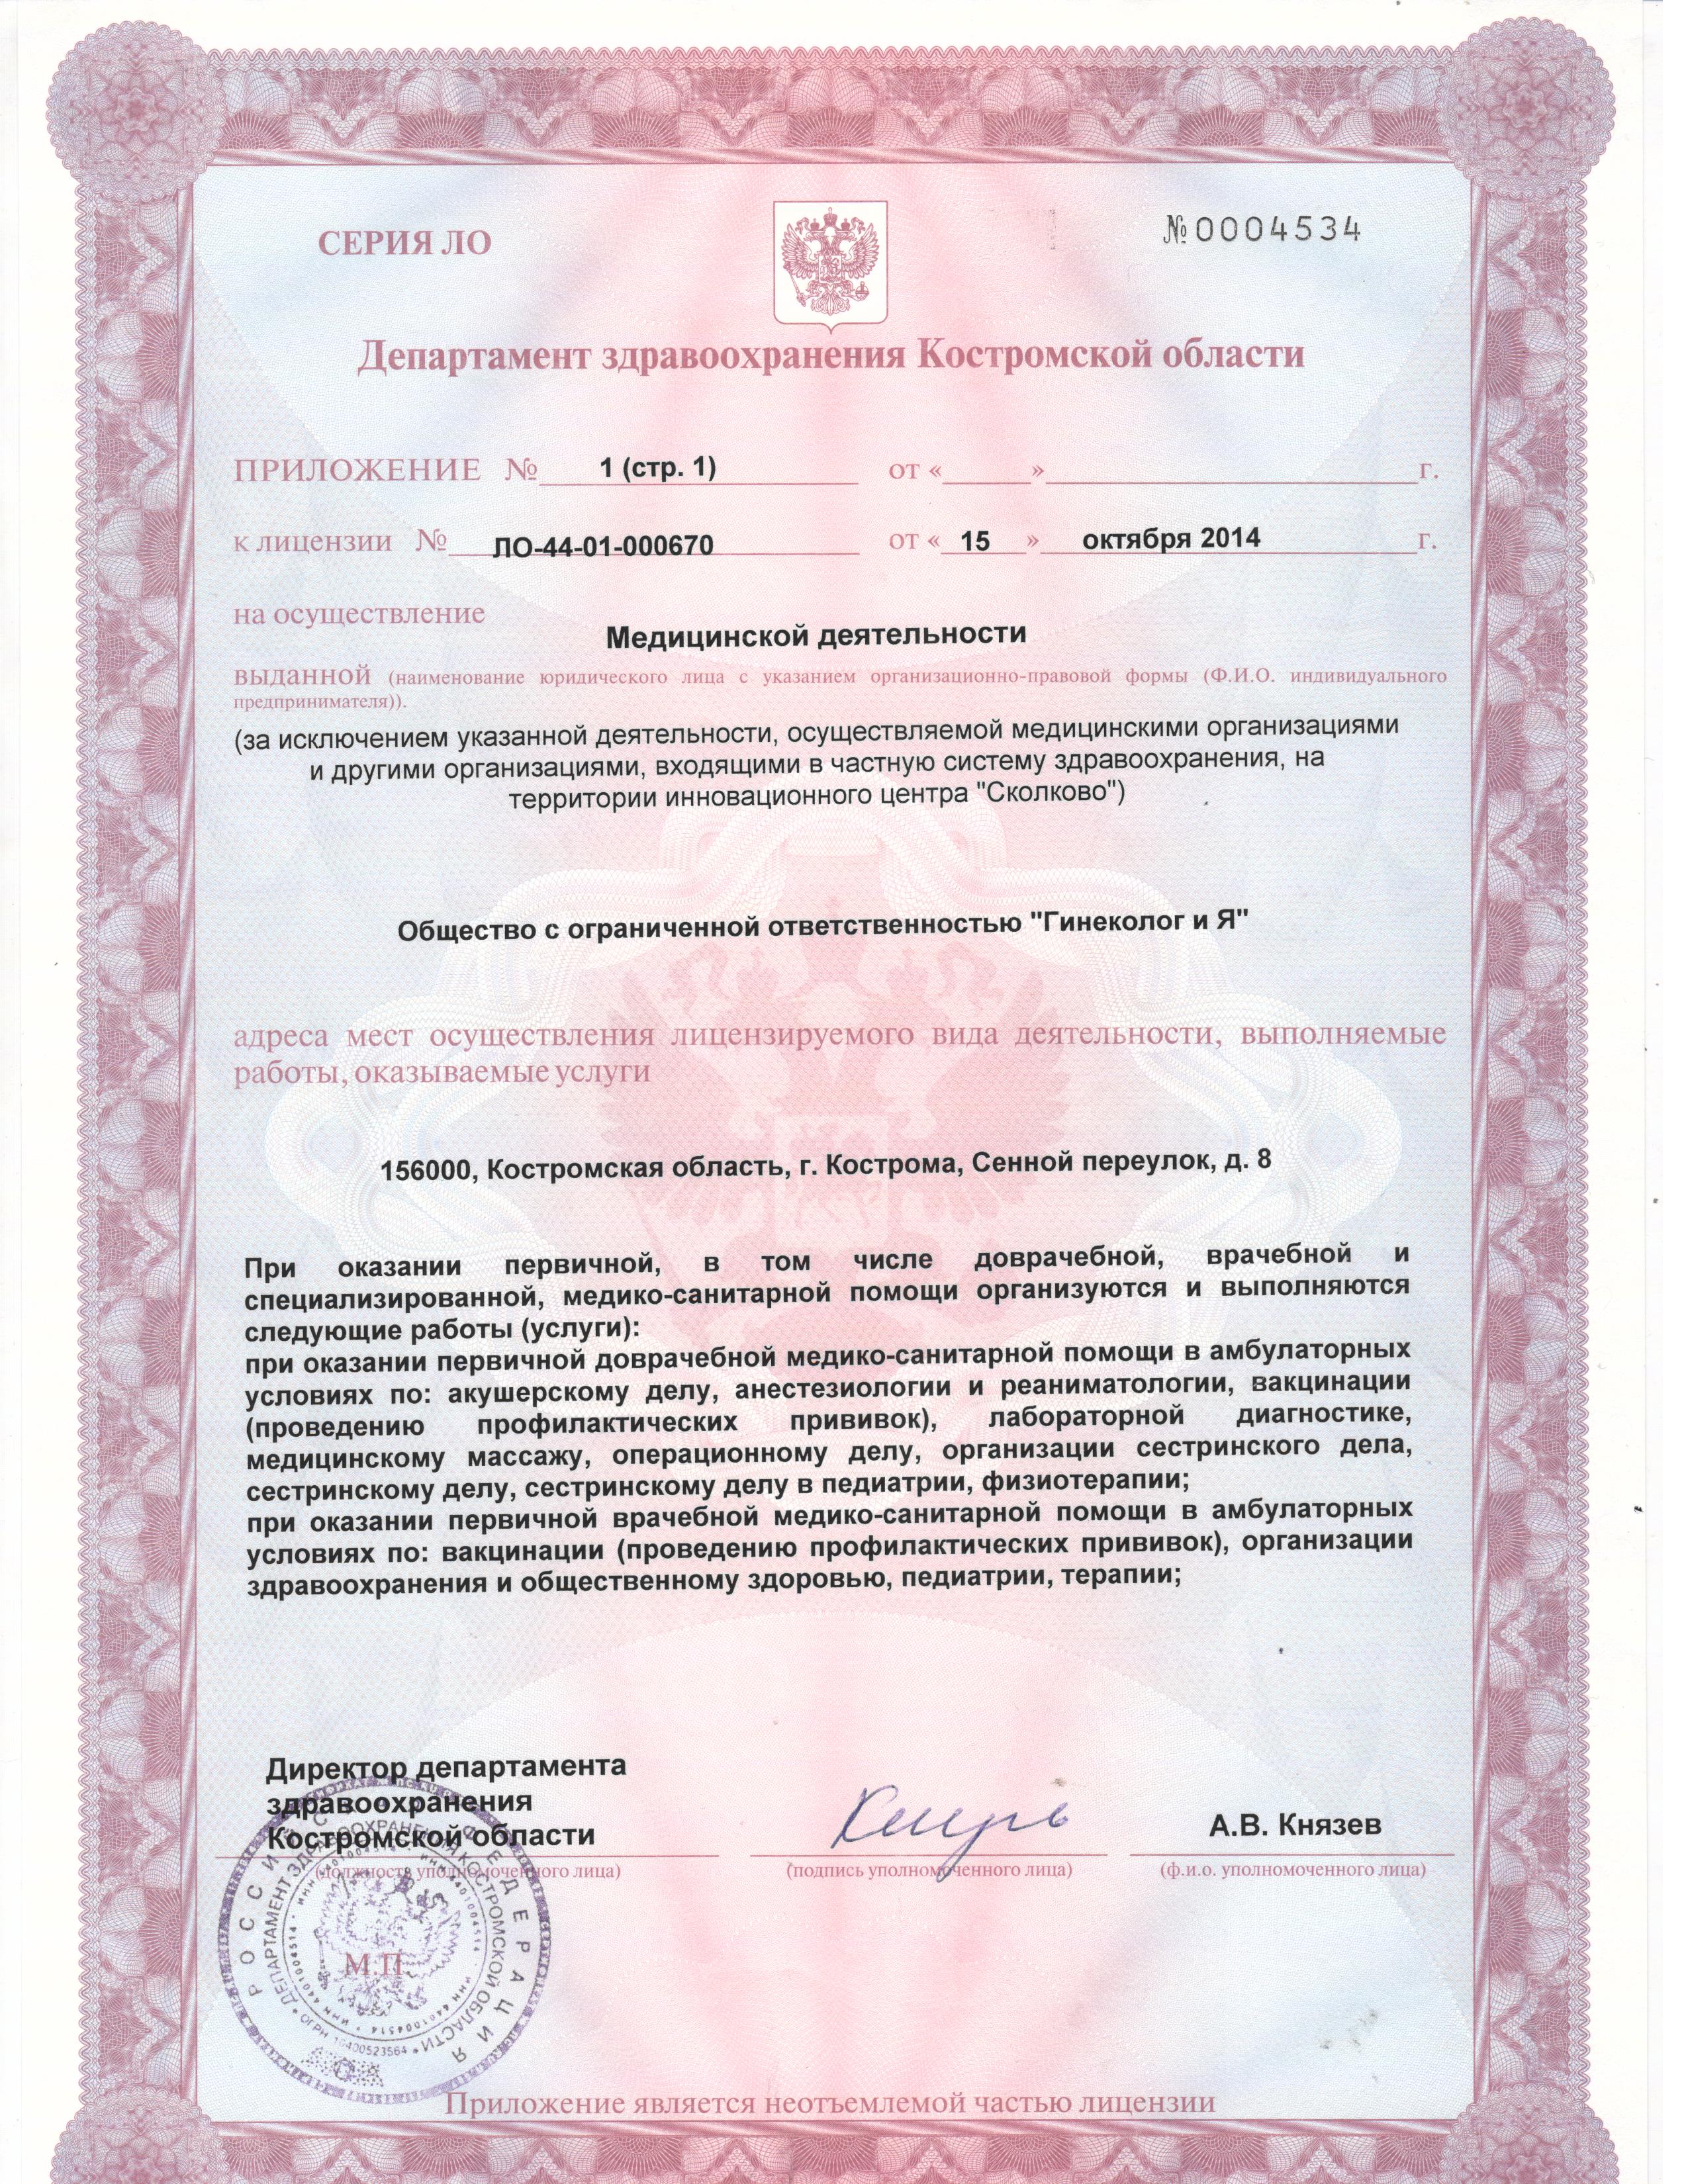 СЕРИЯ ЛО
№0004534
Департамент здравоохранения Костромской области
ПРИЛОЖЕНИЕ № 1 (стр. 1) от « » г.
к лицензии № ЛО-44-01-000670 от « 15 » октября 2014 г.
на осуществление
Медицинской деятельности
выданной (наименование юридического лица с указанием организационно-правовой формы (Ф.И.О. индивидуального
предпринимателя)).
(за исключением указанной деятельности, осуществляемой медицинскими организациями
и другими организациями, входящими в частную систему здравоохранения, на
территории инновационного центра "Сколково")
Общество с ограниченной ответственностью "Гинеколог и Я"
адреса мест осуществления лицензируемого вида деятельности, выполняемые
работы, оказываемые услуги
156000, Костромская область, г. Кострома, Сенной переулок, д. 8
При оказании первичной, в том числе доврачебной, врачебной и
специализированной, медико-санитарной помощи организуются и выполняются
следующие работы (услуги):
при оказании первичной доврачебной медико-санитарной помощи в амбулаторных
условиях по: акушерскому делу, анестезиологии и реаниматологии, вакцинации
(проведению профилактических прививок), лабораторной диагностике,
медицинскому массажу, операционному делу, организации сестринского дела,
сестринскому делу, сестринскому делу в педиатрии, физиотерапии;
при оказании первичной врачебной медико-санитарной помощи в амбулаторных
условиях по: вакцинации (проведению профилактических прививок), организации
здравоохранения и общественному здоровью, педиатрии, терапии;
Директор департамента
здравоохранения
Костромской области
А.В. Князев
(должность уполномоченного лица)
(подпись уполномоченного лица)
(ф.и.о. уполномоченного лица)
РОССИЙСКАЯ ФЕДЕРАЦИЯ
ДЕПАРТАМЕНТ ЗДРАВООХРАНЕНИЯ КОСТРОМСКОЙ ОБЛАСТИ
ИНН 4401004514
М.П.
Приложение является неотъемлемой частью лицензии